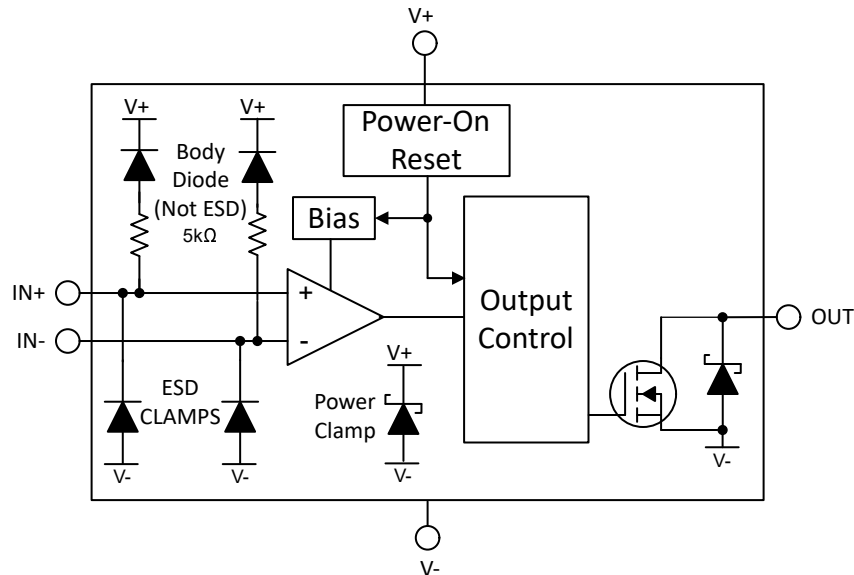 V+
V+
V+
Power-On
Reset
Body
Diode
(Not ESD)
5kΩ
Bias
IN+
+
Output
Control
OUT
IN-
-
V+
ESD
CLAMPS
Power
Clamp
V-
V-
V-
V-
V-